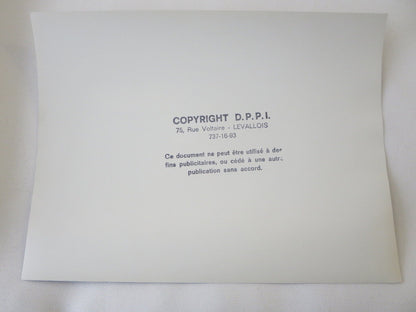 COPYRIGHT D.P.P.I.
75, Rue Voltaire - LEVALLOIS
737-16-93
Ce document ne peut être utilisé à des
fins publicitaires, ou cédé à une autre
publication sans accord.